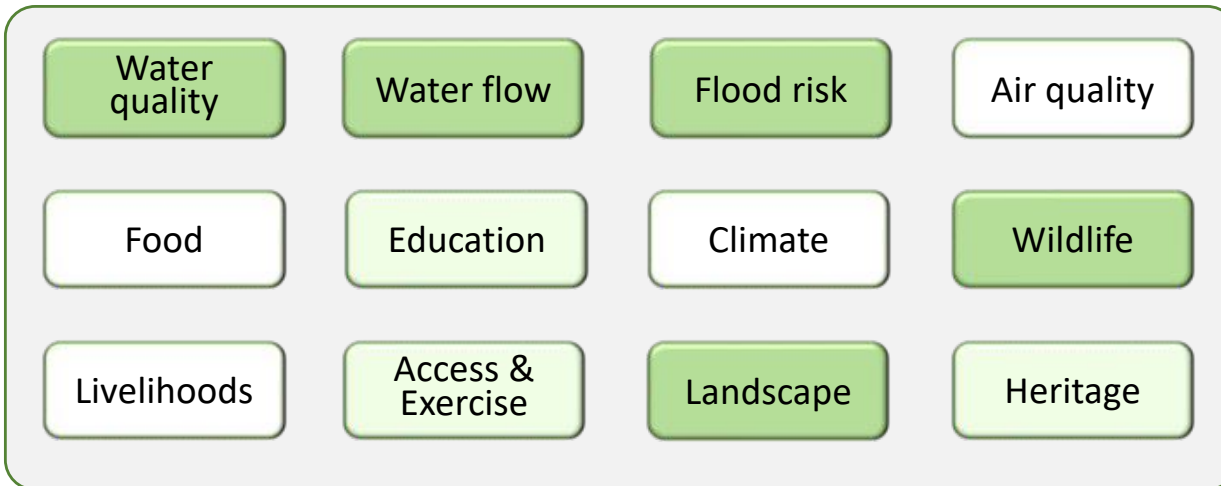 Water
quality
Water flow
Flood risk
Air quality
Food
Education
Climate
Wildlife
Livelihoods
Access &
Exercise
Landscape
Heritage